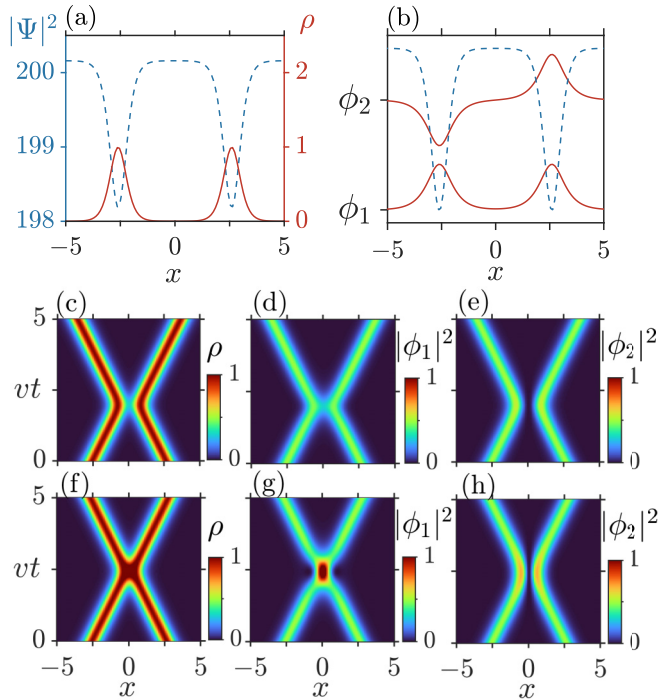 (a) (b)
|Ψ|² ρ
200 2
199 1
198 0
ϕ₂
ϕ₁
−5 0 5 −5 0 5
x x
(c) (d) (e)
5 ρ |ϕ₁|² |ϕ₂|²
vt 1 1 1
0 0 0 0
(f) (g) (h)
5 ρ |ϕ₁|² |ϕ₂|²
vt 1 1 1
0 0 0 0
−5 0 5 −5 0 5 −5 0 5
x x x